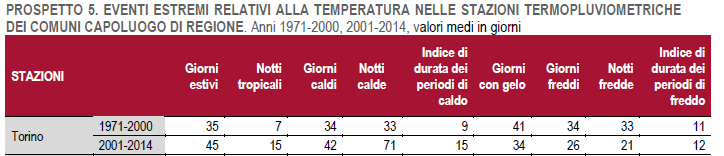 PROSPETTO 5. EVENTI ESTREMI RELATIVI ALLA TEMPERATURA NELLE STAZIONI TERMOPLUVIOMETRICHE
DEI COMUNI CAPOLUOGO DI REGIONE. Anni 1971-2000, 2001-2014, valori medi in giorni
STAZIONI Giorni estivi Notti tropicali Giorni caldi Notti calde Indice di durata dei periodi di caldo Giorni con gelo Giorni freddi Notti fredde Indice di durata dei periodi di freddo
Torino 1971-2000 35 7 34 33 9 41 34 33 11
2001-2014 45 15 42 71 15 34 26 21 12